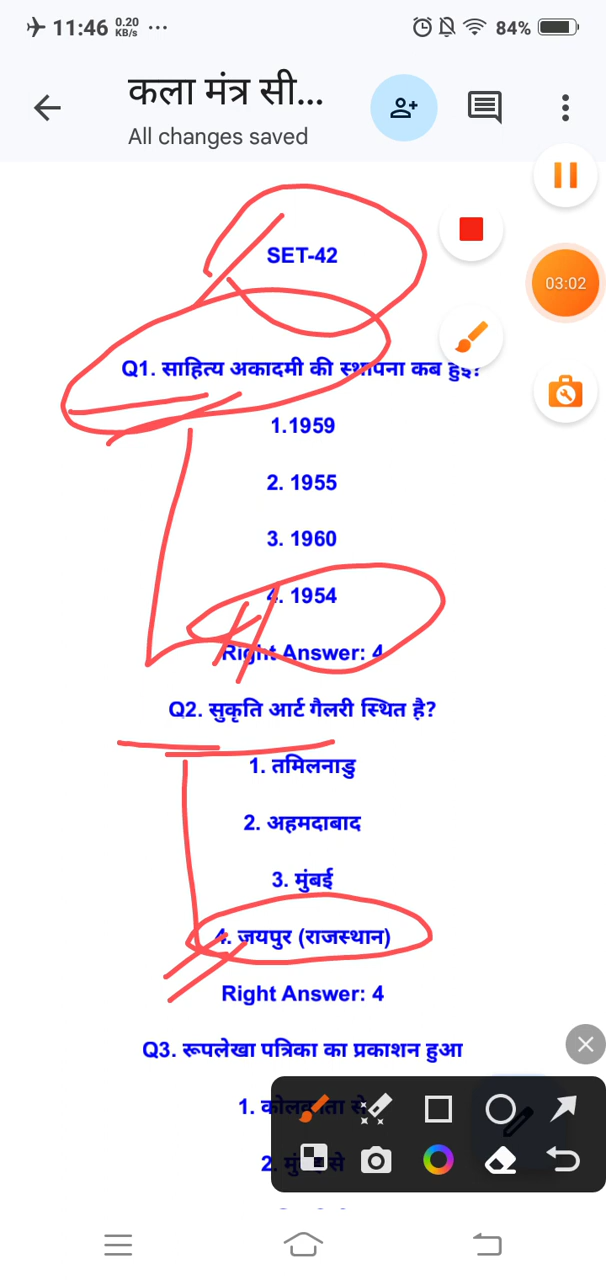 11:46 0.20 KB/s ... 84%
कला मंत्र सी...
All changes saved
SET-42
03:02
Q1. साहित्य अकादमी की स्थापना कब हुई?
1.1959
2. 1955
3. 1960
4. 1954
Right Answer: 4
Q2. सुकृति आर्ट गैलरी स्थित है?
1. तमिलनाडु
2. अहमदाबाद
3. मुंबई
4. जयपुर (राजस्थान)
Right Answer: 4
Q3. रूपलेखा पत्रिका का प्रकाशन हुआ
1. कोलकाता से
2. मुंबई से